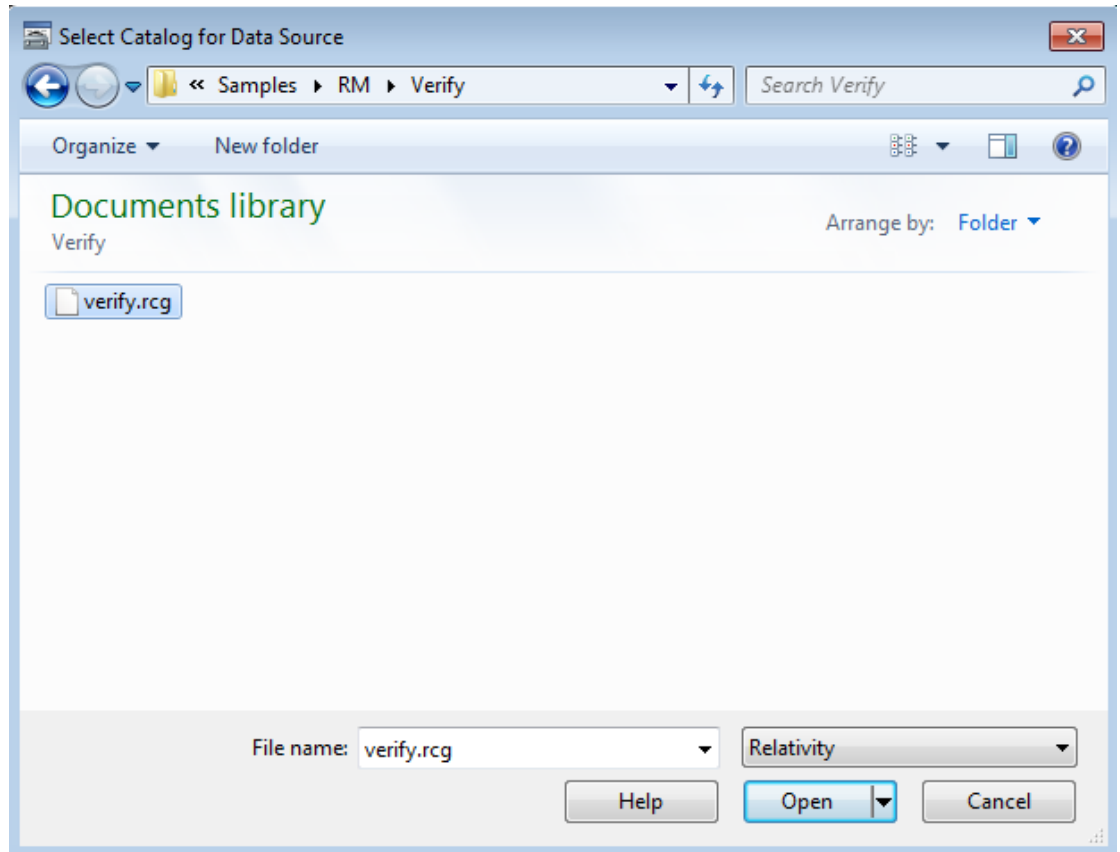 Select Catalog for Data Source
« Samples ▸ RM ▸ Verify
Search Verify
Organize ▼ New folder
Documents library
Verify
Arrange by: Folder ▼
verify.rcg
File name: verify.rcg
Relativity
Help Open Cancel